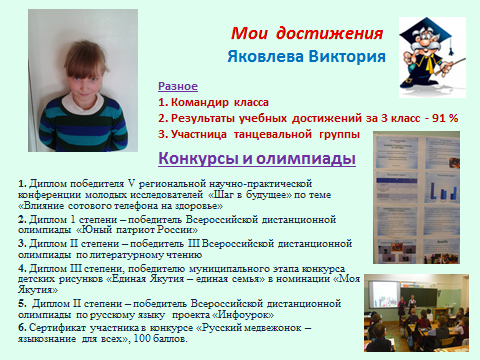 Мои достижения
Яковлева Виктория
Разное
1. Командир класса
2. Результаты учебных достижений за 3 класс - 91 %
3. Участница танцевальной группы
Конкурсы и олимпиады
1. Диплом победителя V региональной научно-практической
конференции молодых исследователей «Шаг в будущее» по теме
«Влияние сотового телефона на здоровье»
2. Диплом 1 степени – победитель Всероссийской дистанционной
олимпиады «Юный патриот России»
3. Диплом II степени – победитель III Всероссийской дистанционной
олимпиады по литературному чтению
4. Диплом III степени, победителю муниципального этапа конкурса
детских рисунков «Единая Якутия – единая семья» в номинации «Моя
Якутия»
5. Диплом II степени – победитель Всероссийской дистанционной
олимпиады по русскому языку проекта «Инфоурок»
6. Сертификат участника в конкурсе «Русский медвежонок –
языкознание для всех», 100 баллов.